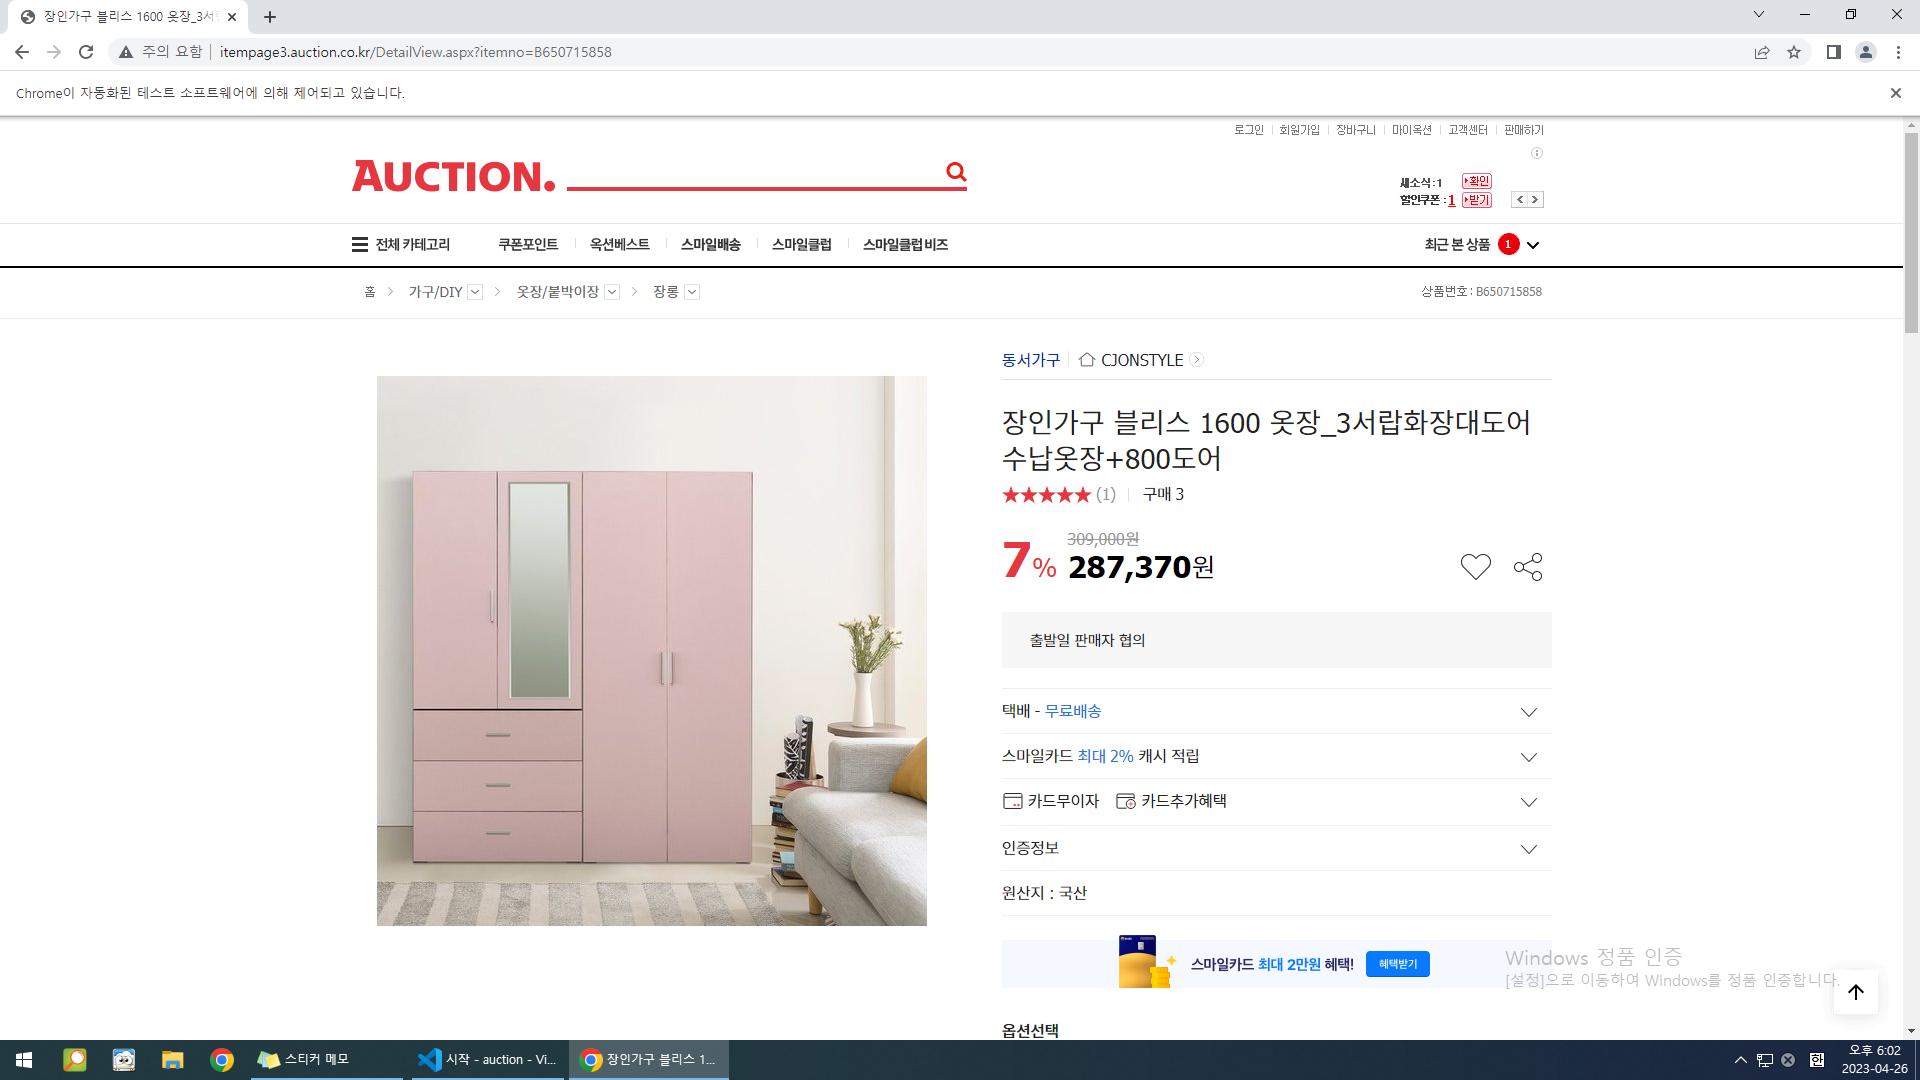 장인가구 블리스 1600 옷장_3서
주의 요함
itempage3.auction.co.kr/DetailView.aspx?itemno=B650715858
Chrome이 자동화된 테스트 소프트웨어에 의해 제어되고 있습니다.
로그인 회원가입 장바구니 마이옥션 고객센터 판매하기
AUCTION.
새소식:1 확인
할인쿠폰:1 받기
전체 카테고리 쿠폰포인트 옥션베스트 스마일배송 스마일클럽 스마일클럽 비즈 최근 본 상품 1
홈 가구/DIY 옷장/붙박이장 장롱 상품번호 : B650715858
동서가구 CJONSTYLE
장인가구 블리스 1600 옷장_3서랍화장대도어
수납옷장+800도어
(1) 구매 3
309,000원
7% 287,370원
출발일 판매자 협의
택배 - 무료배송
스마일카드 최대 2% 캐시 적립
카드무이자 카드추가혜택
인증정보
원산지 : 국산
스마일카드 최대 2만원 혜택! 혜택받기
Windows 정품 인증
[설정]으로 이동하여 Windows를 정품 인증합니다.
옵션선택
스티커 메모
시작 - auction - Vi...
장인가구 블리스 1...
한
오후 6:02
2023-04-26